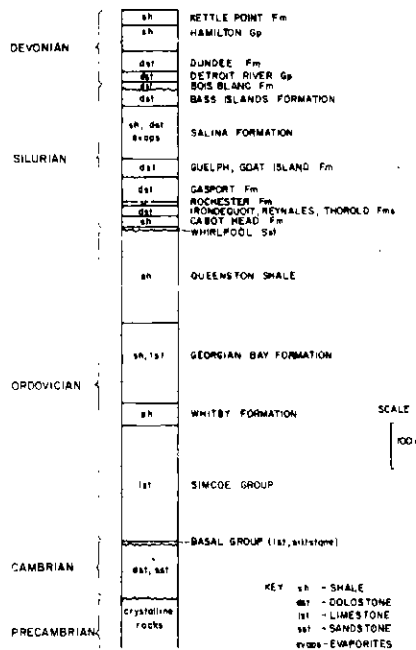 DEVONIAN
SILURIAN
ORDOVICIAN
CAMBRIAN
PRECAMBRIAN
sh KETTLE POINT Fm
sh HAMILTON Gp
dst DUNDEE Fm
dst DETROIT RIVER Gp
dst BOIS BLANC Fm
dst BASS ISLANDS FORMATION
sh, dst
evaps SALINA FORMATION
dst GUELPH, GOAT ISLAND Fm
dst GASPORT Fm
ROCHESTER Fm
dst IRONDEQUOIT, REYNALES, THOROLD Fms
sh CABOT HEAD Fm
WHIRLPOOL Sst
sh QUEENSTON SHALE
sh, lst GEORGIAN BAY FORMATION
sh WHITBY FORMATION
lst SIMCOE GROUP
BASAL GROUP (lst, siltstone)
dst, sst
crystalline
rocks
SCALE
100
KEY sh - SHALE
dst - DOLOSTONE
lst - LIMESTONE
sst - SANDSTONE
evaps - EVAPORITES